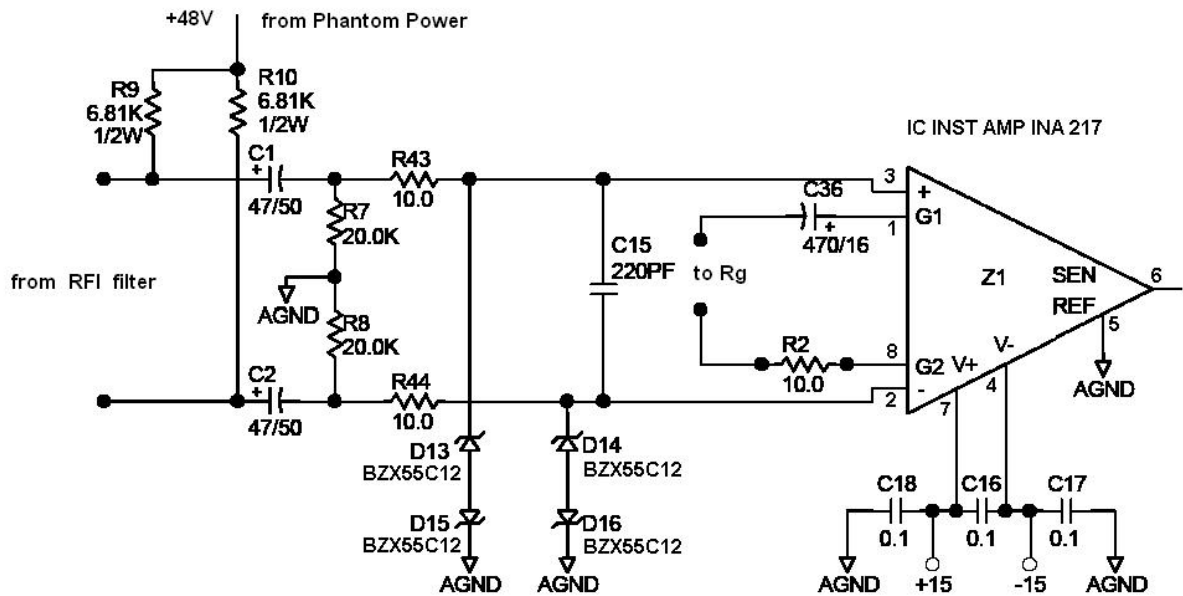 +48V
from Phantom Power
R9
6.81K
1/2W
R10
6.81K
1/2W
IC INST AMP INA 217
C1
+
47/50
R43
10.0
R7
20.0K
C36
+
470/16
3
+
G1
1
C15
220PF
to Rg
from RFI filter
AGND
R8
20.0K
Z1
SEN
REF
6
5
AGND
C2
+
47/50
R44
10.0
R2
10.0
8
G2
V+
V-
-
2
7
4
D13
BZX55C12
D14
BZX55C12
D15
BZX55C12
D16
BZX55C12
AGND
AGND
C18
0.1
C16
0.1
C17
0.1
AGND
+15
-15
AGND